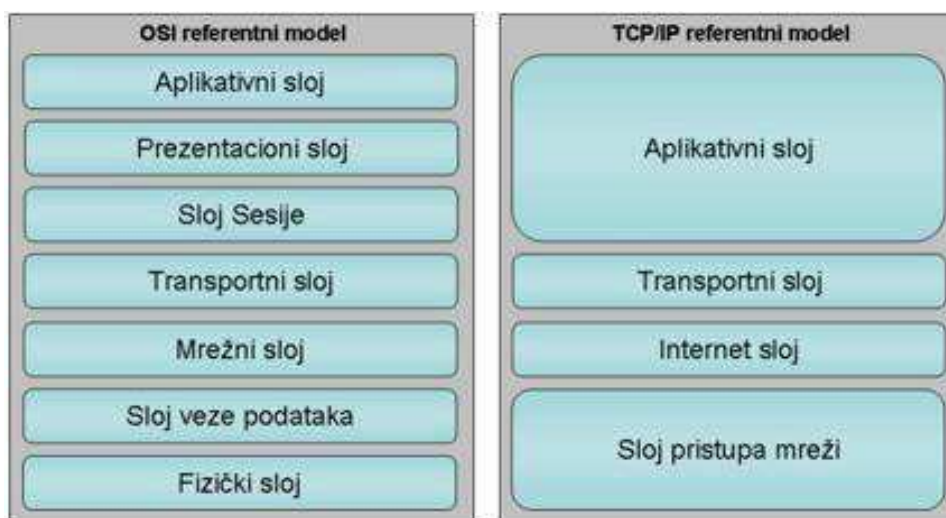 OSI referentni model
Aplikativni sloj
Prezentacioni sloj
Sloj Sesije
Transportni sloj
Mrežni sloj
Sloj veze podataka
Fizički sloj
TCP/IP referentni model
Aplikativni sloj
Transportni sloj
Internet sloj
Sloj pristupa mreži